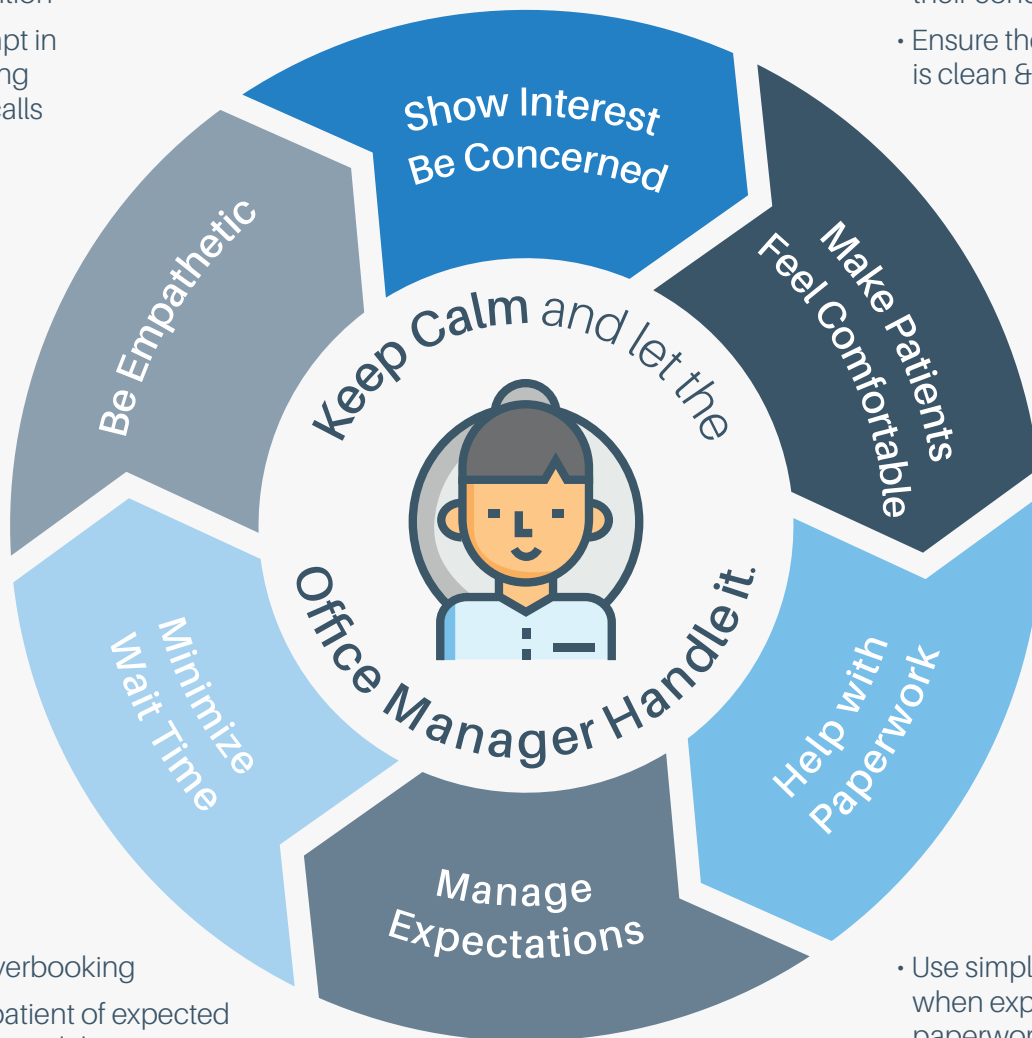 pt in
ng
calls
Ensure the
is clean &
Show Interest
Be Concerned
Make Patients
Feel Comfortable
Help with
Paperwork
Manage
Expectations
Minimize
Wait Time
Be Empathetic
Keep Calm and let the
Office Manager Handle it.
verbooking
patient of expected
• Use simpl
when exp